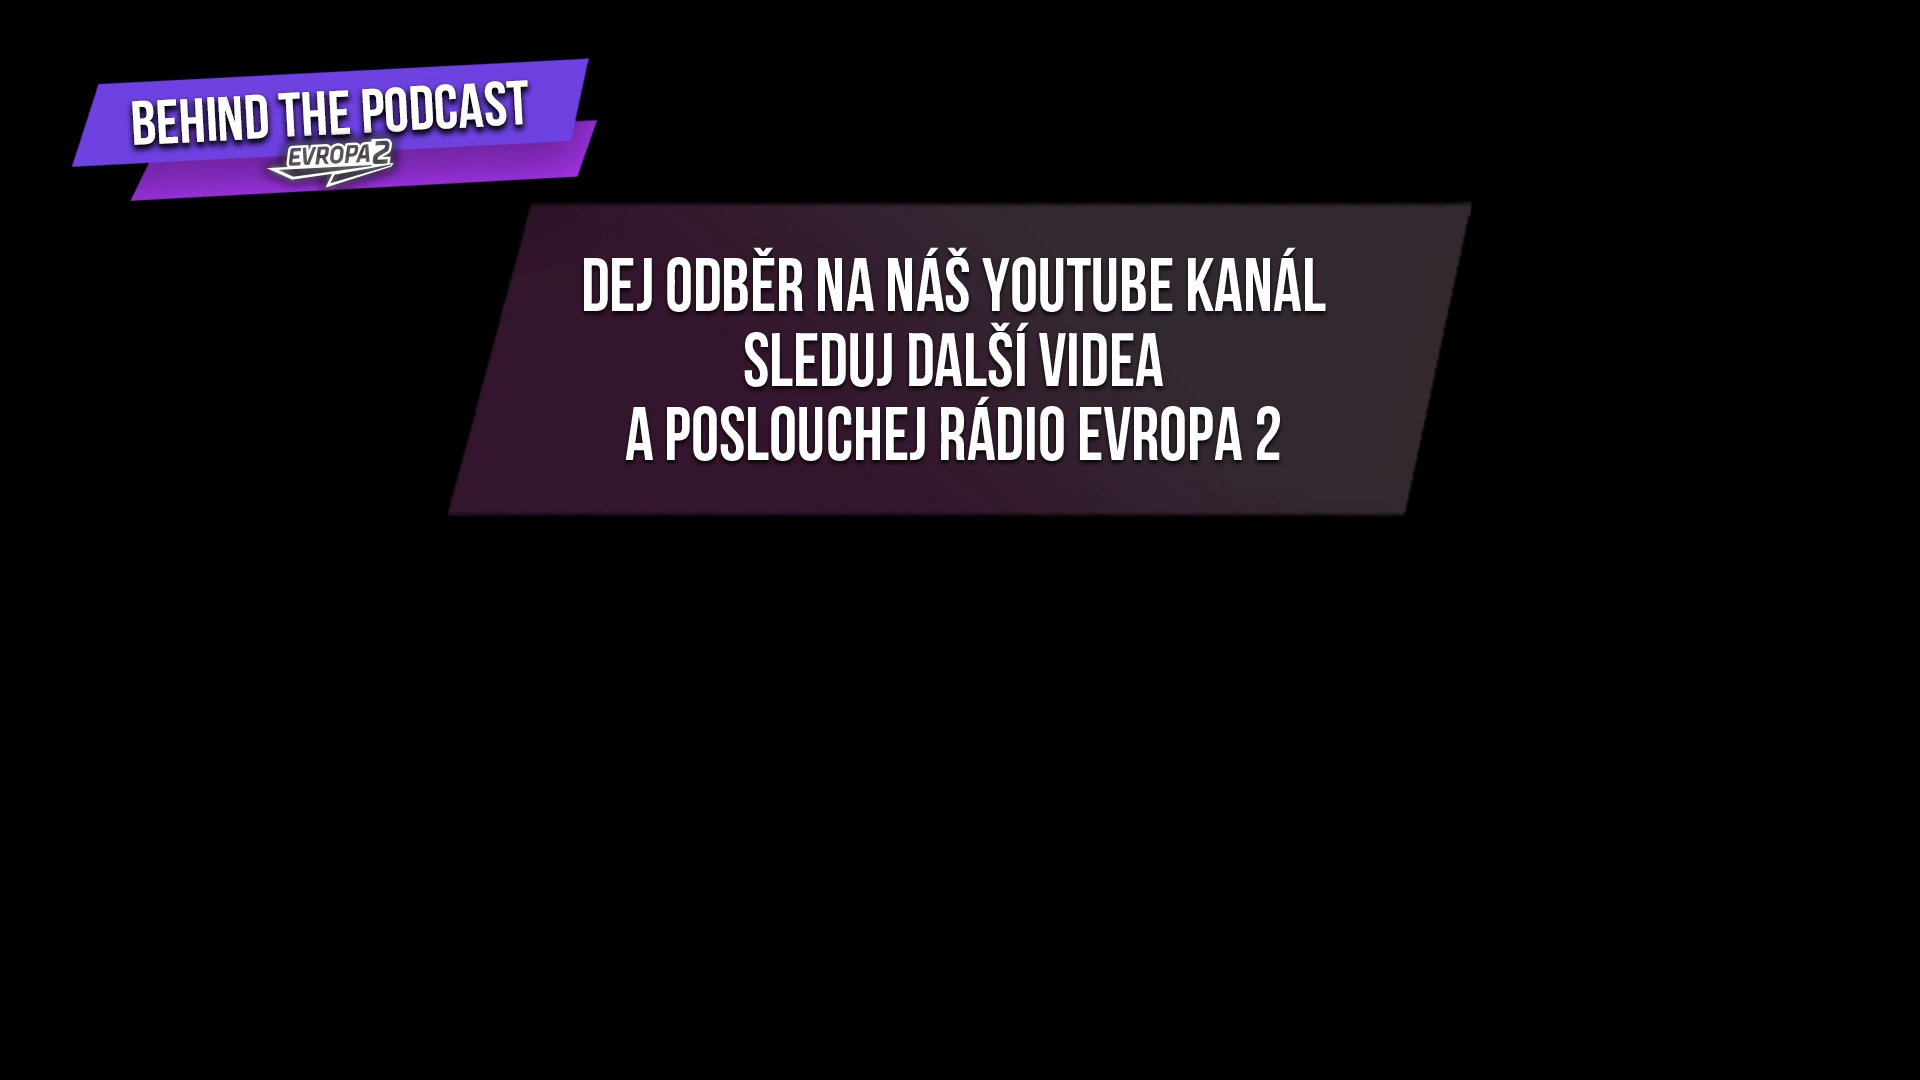 BEHIND THE PODCAST
EVROPA 2
DEJ ODBĚR NA NÁŠ YOUTUBE KANÁL
SLEDUJ DALŠÍ VIDEA
A POSLOUCHEJ RÁDIO EVROPA 2